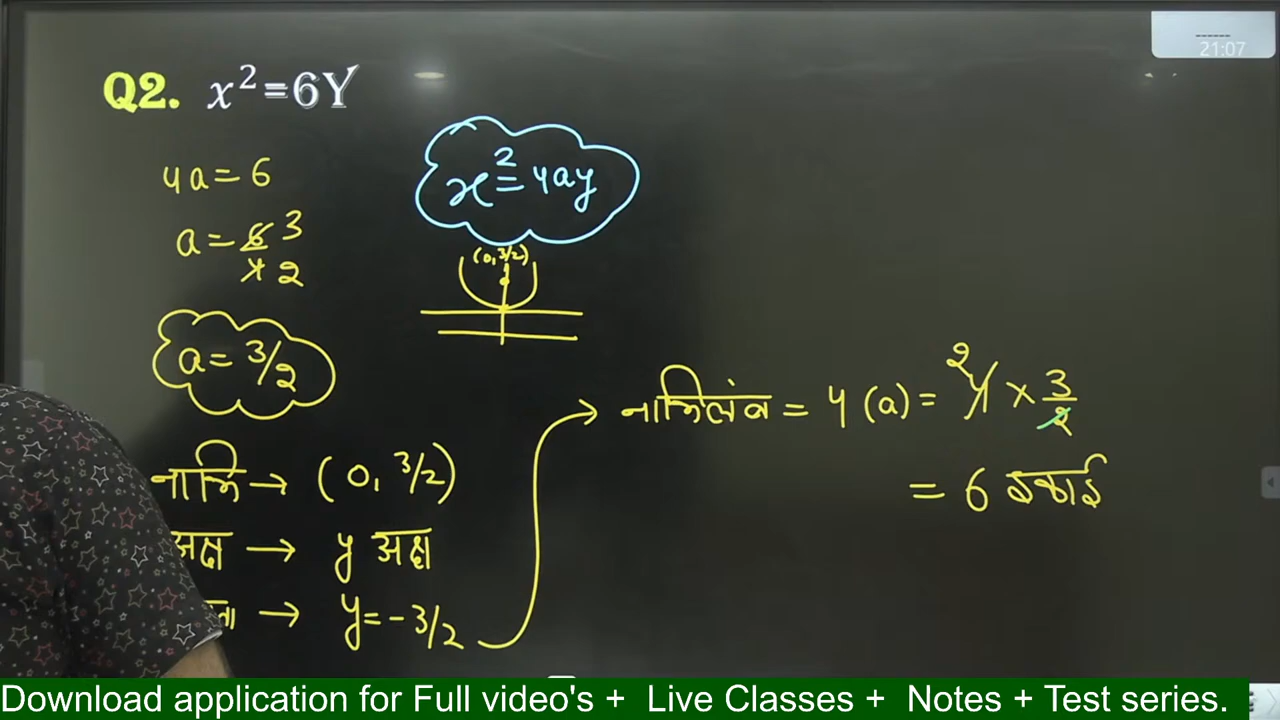 21:07
Q2. x²=6Y
4a = 6
x² = 4ay
a = 6 3
4 2
(0, 3/2)
a = 3/2
नाभिलंब = 4 (a) = 2 4 × 3/2
= 6 इकाई
नाभि → (0, 3/2)
अक्ष → y अक्ष
→ y = - 3/2
Download application for Full video's + Live Classes + Notes + Test series.